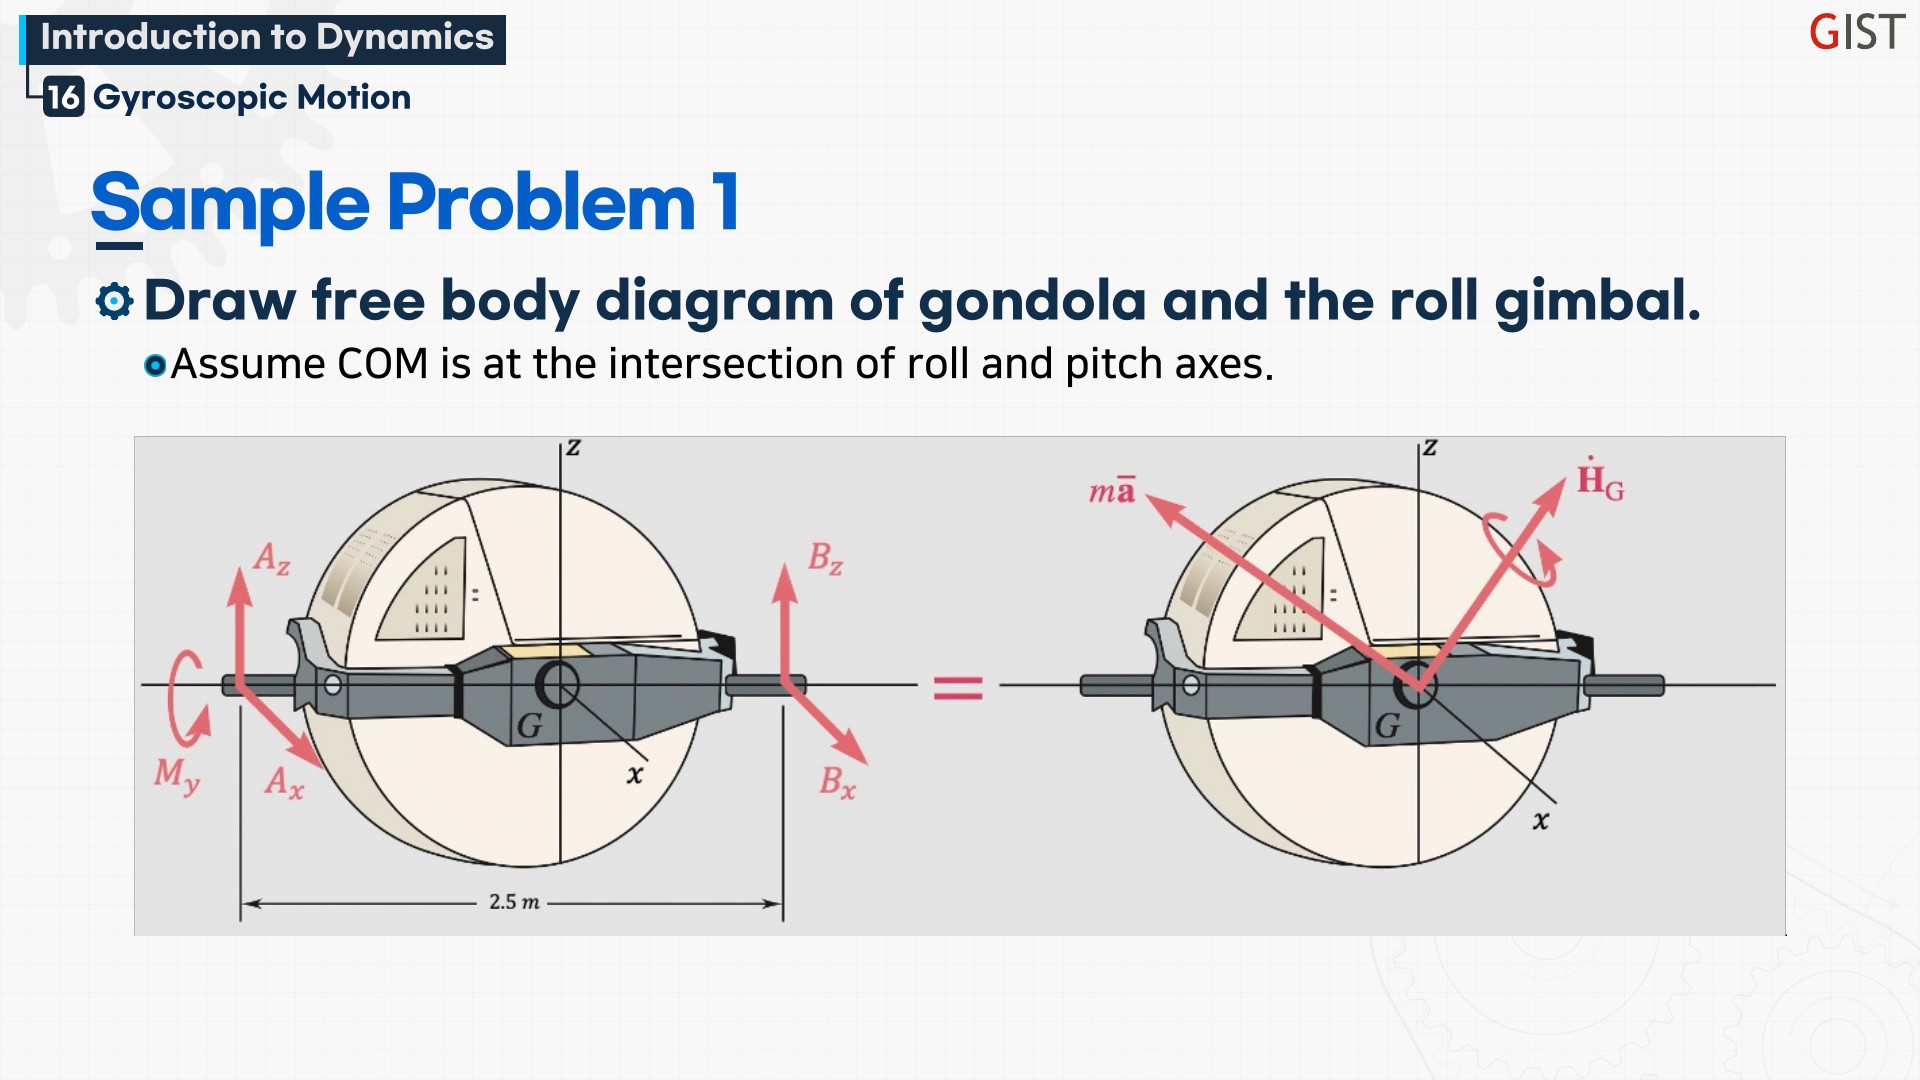 Introduction to Dynamics
GIST
16 Gyroscopic Motion
Sample Problem 1
Draw free body diagram of gondola and the roll gimbal.
Assume COM is at the intersection of roll and pitch axes.
z
A_z
B_z
M_y
A_x
G
x
B_x
2.5 m
=
z
mā
Ḣ_G
G
x